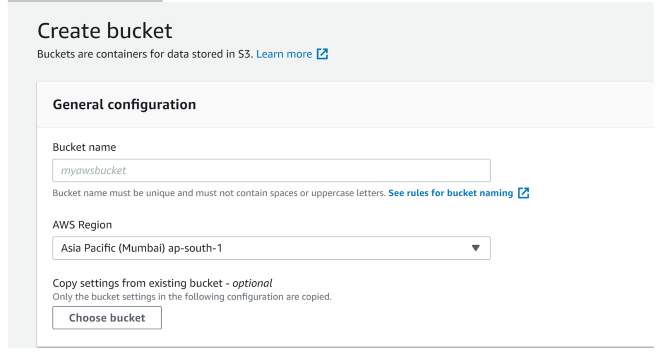 Create bucket
Buckets are containers for data stored in S3. Learn more
General configuration
Bucket name
myawsbucket
Bucket name must be unique and must not contain spaces or uppercase letters. See rules for bucket naming
AWS Region
Asia Pacific (Mumbai) ap-south-1
Copy settings from existing bucket - optional
Only the bucket settings in the following configuration are copied.
Choose bucket